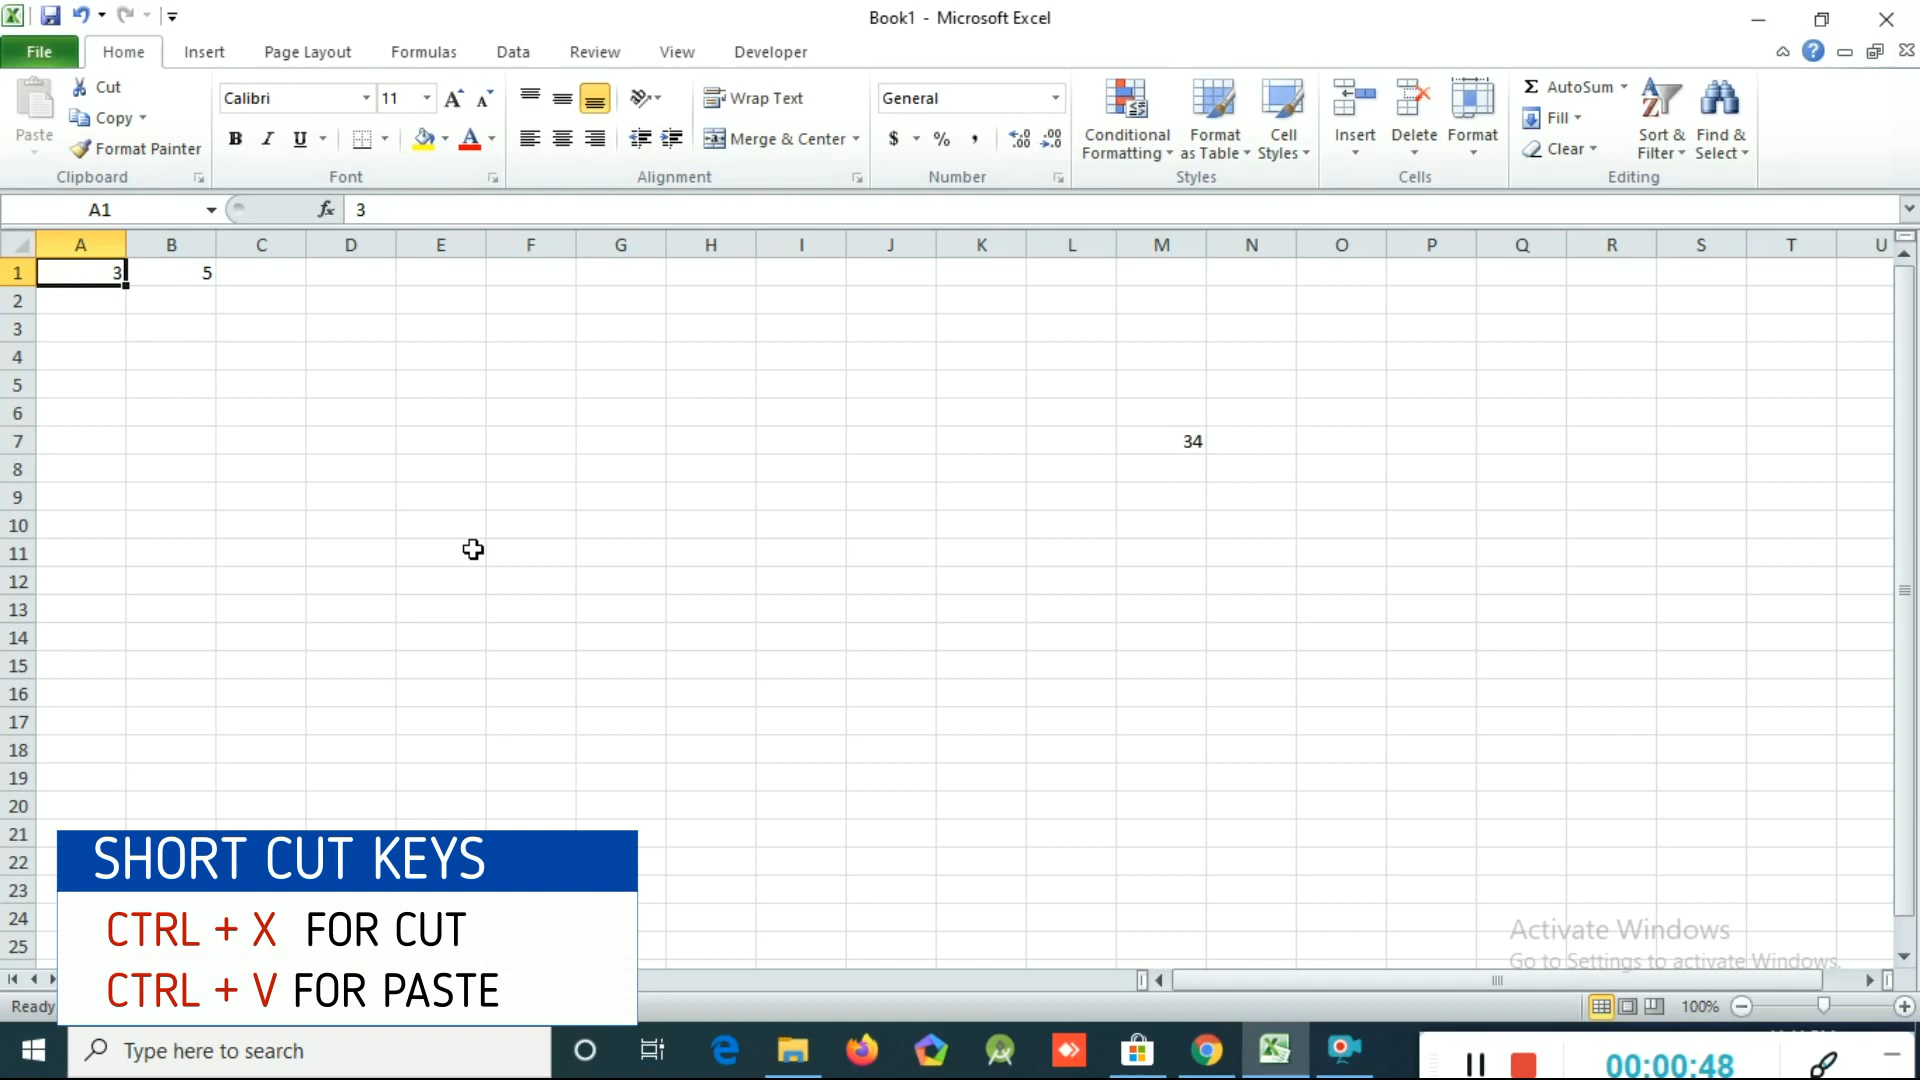 Book1 - Microsoft Excel
File Home Insert Page Layout Formulas Data Review View Developer
Paste
Cut
Copy
Format Painter
Clipboard
Calibri 11
B I U A
Font
Wrap Text
Merge & Center
Alignment
General
$ % ,
Number
Conditional Formatting
Format as Table
Cell Styles
Styles
Insert
Delete
Format
Cells
Σ AutoSum
Fill
Clear
Sort & Filter
Find & Select
Editing
A1 fx 3
A B C D E F G H I J K L M N O P Q R S T U
1 3 5
2
3
4
5
6
7 34
8
9
10
11
12
13
14
15
16
17
18
19
20
21
22
23
24
25
SHORT CUT KEYS
CTRL + X FOR CUT
CTRL + V FOR PASTE
Activate Windows
Go to Settings to activate Windows.
Ready
100%
Type here to search
00:00:48